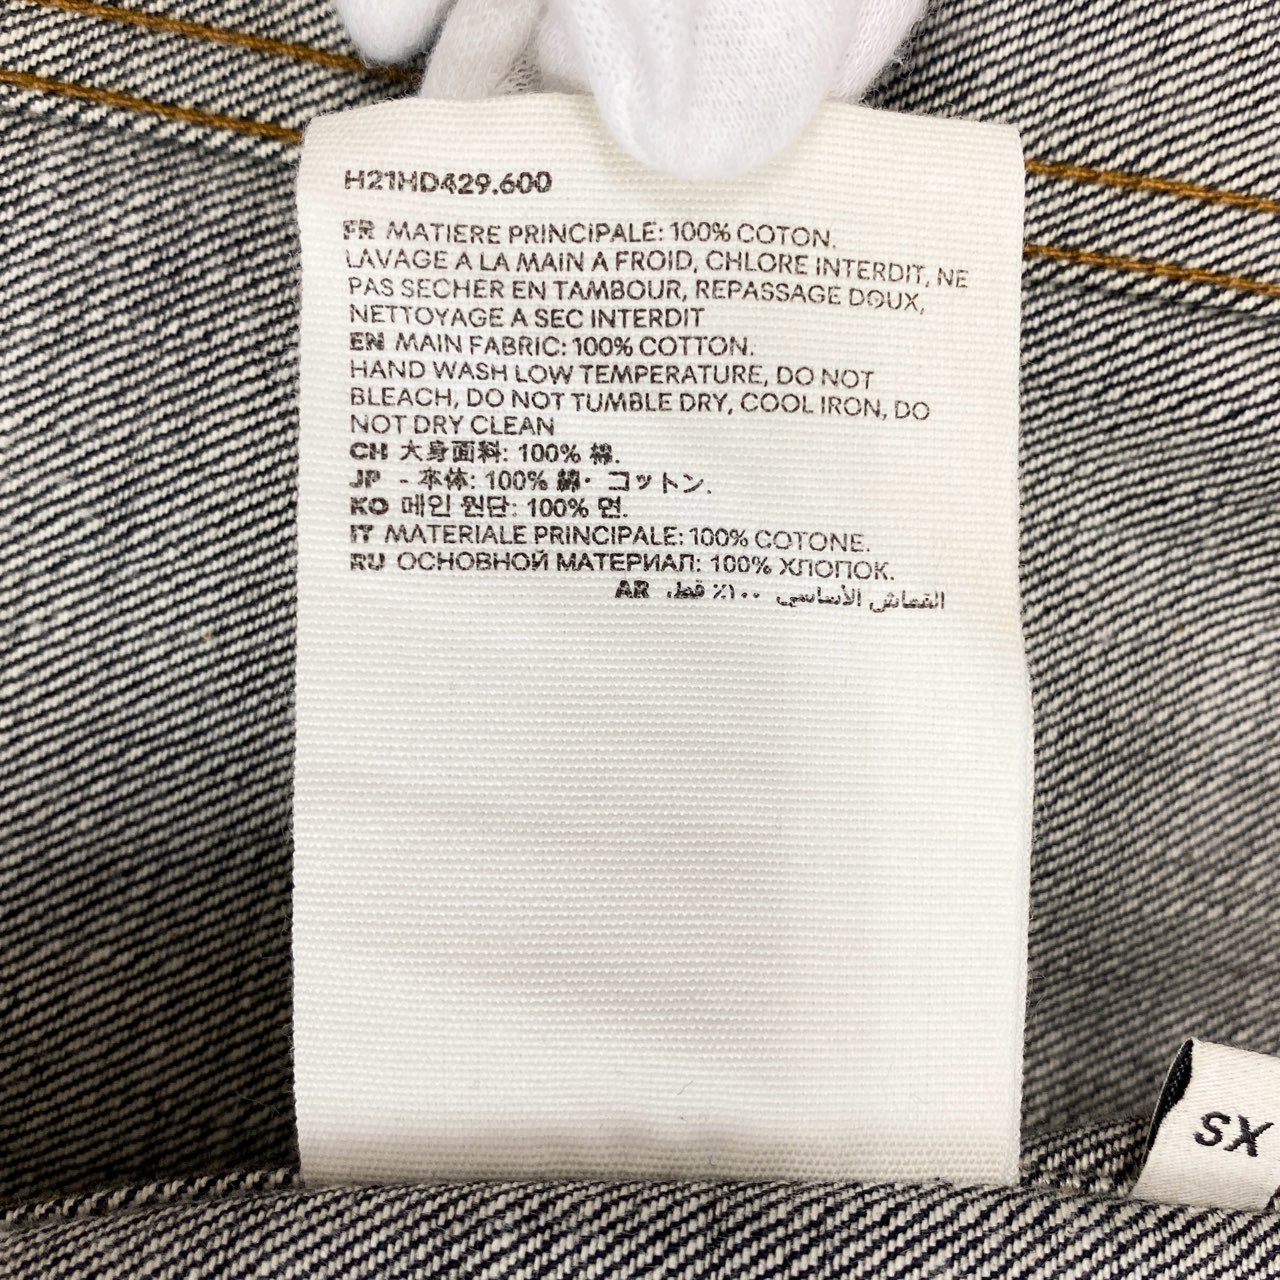 H21HD429.600
FR MATIERE PRINCIPALE: 100% COTON.
LAVAGE A LA MAIN A FROID, CHLORE INTERDIT, NE
PAS SECHER EN TAMBOUR, REPASSAGE DOUX,
NETTOYAGE A SEC INTERDIT
EN MAIN FABRIC: 100% COTTON.
HAND WASH LOW TEMPERATURE, DO NOT
BLEACH, DO NOT TUMBLE DRY, COOL IRON, DO
NOT DRY CLEAN
CH 大身面料: 100% 棉.
JP - 本体: 100% 綿・ コットン.
KO 메인 원단: 100% 면.
IT MATERIALE PRINCIPALE: 100% COTONE.
RU ОСНОВНОЙ МАТЕРИАЛ: 100% ХЛОПОК.
القماش الأساسي ١٠٠٪ قطن. AR
XS